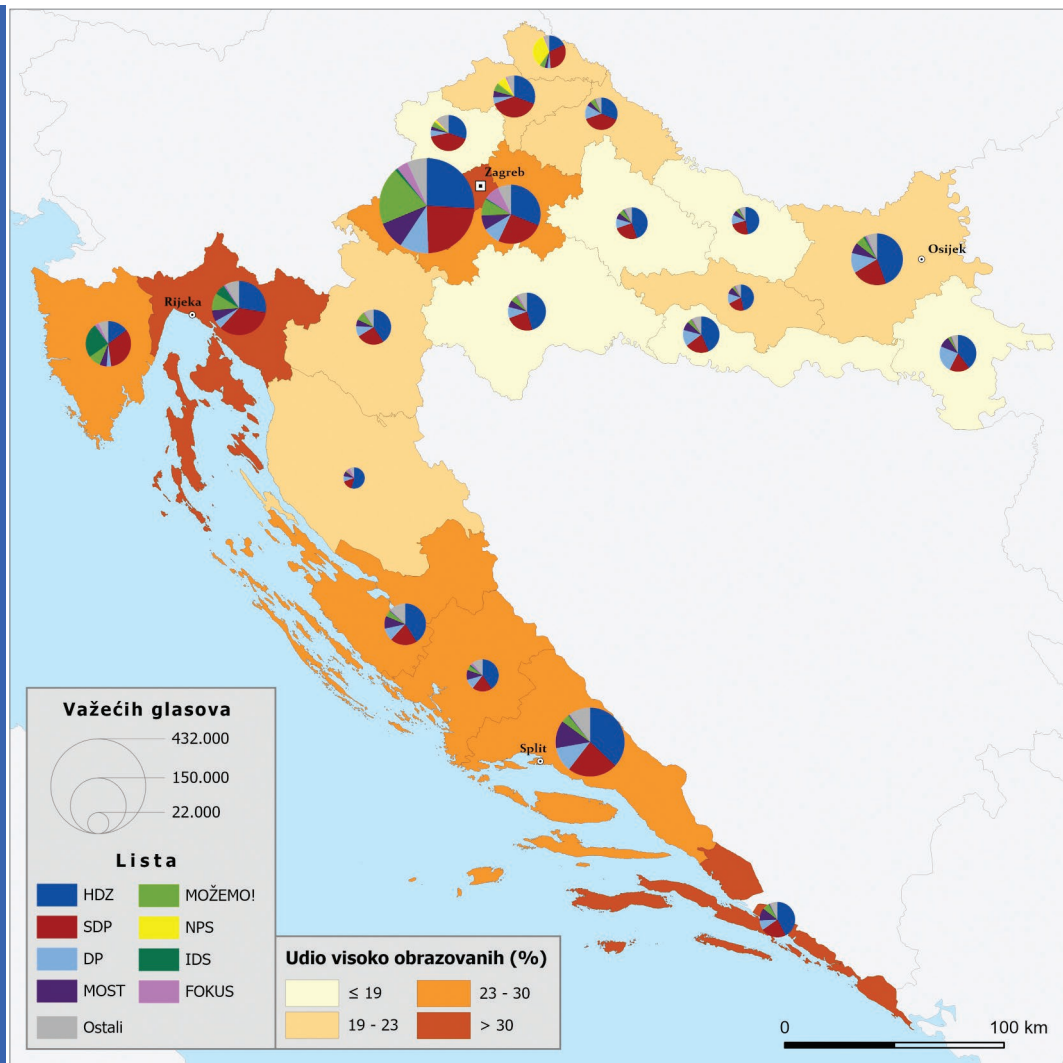 Zagreb
Osijek
Rijeka
Split
Važećih glasova
432.000
150.000
22.000
Lista
HDZ
MOŽEMO!
SDP
NPS
DP
IDS
MOST
FOKUS
Ostali
Udio visoko obrazovanih (%)
≤ 19
23 - 30
19 - 23
> 30
0
100 km